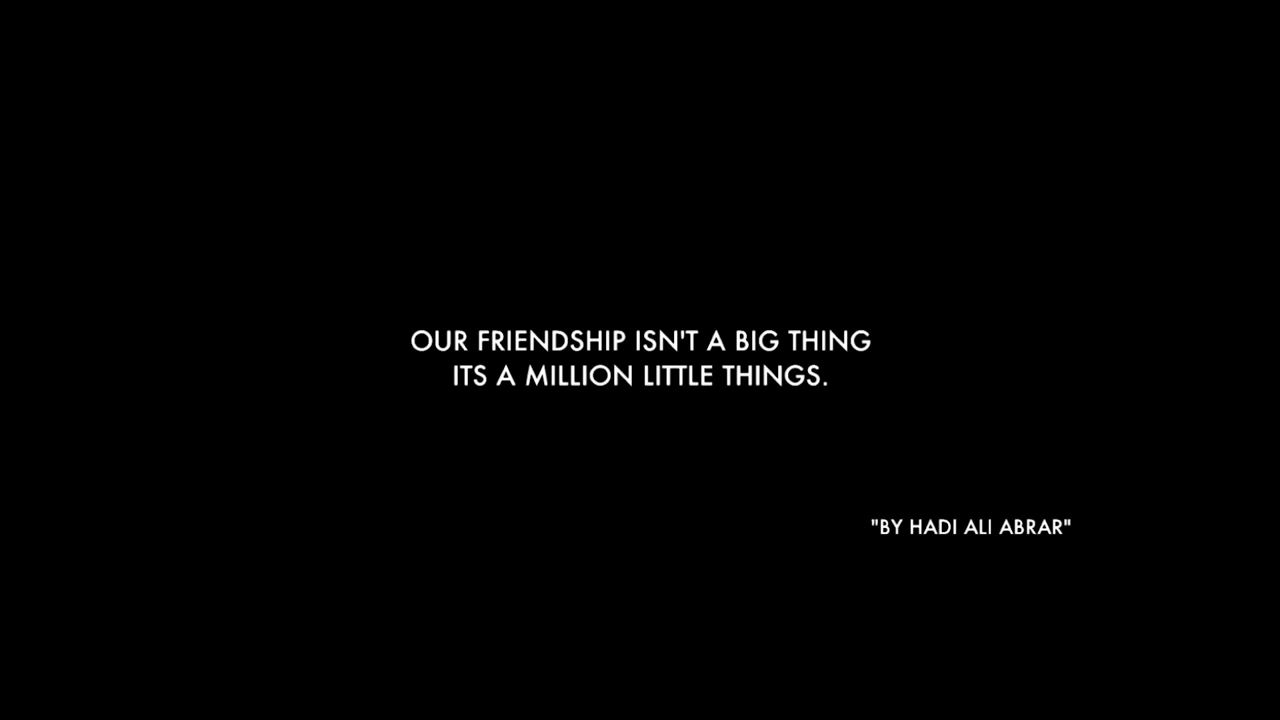 OUR FRIENDSHIP ISN'T A BIG THING
ITS A MILLION LITTLE THINGS.
"BY HADI ALI ABRAR"